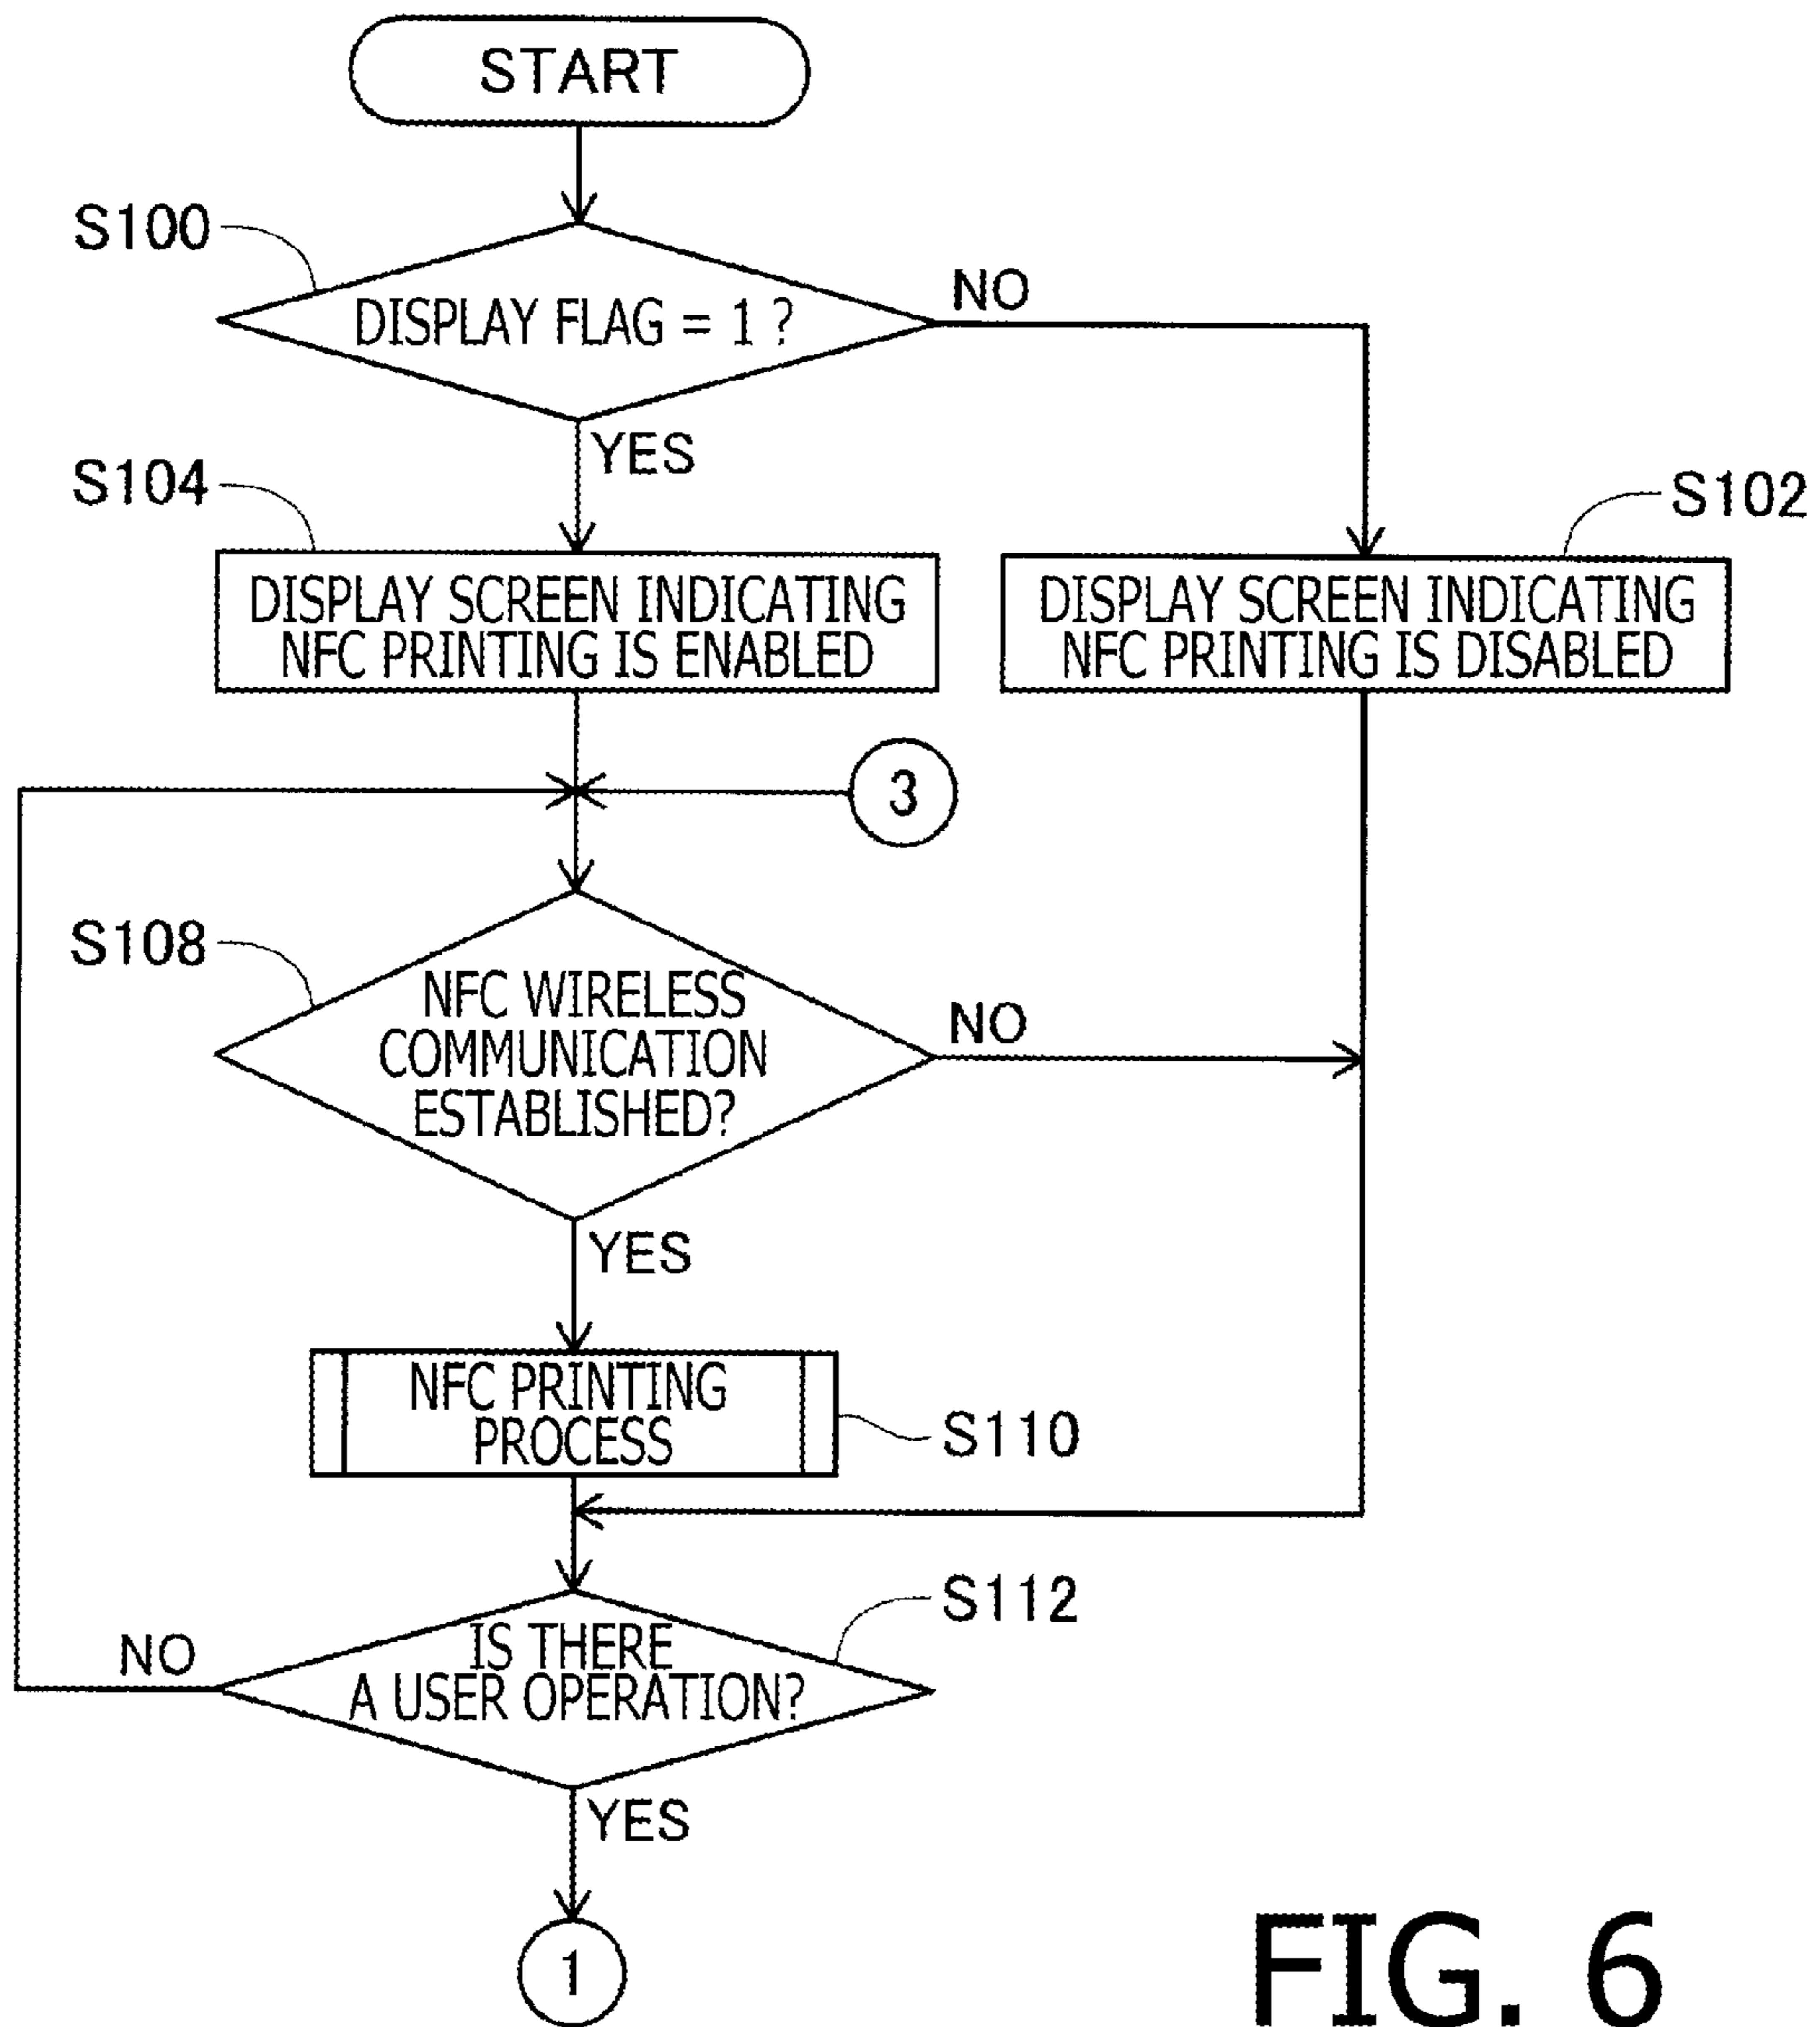 START
S100
DISPLAY FLAG = 1 ?
NO
YES
S104
S102
DISPLAY SCREEN INDICATING
NFC PRINTING IS ENABLED
DISPLAY SCREEN INDICATING
NFC PRINTING IS DISABLED
3
S108
NFC WIRELESS
COMMUNICATION
ESTABLISHED?
NO
YES
NFC PRINTING
PROCESS
S110
S112
IS THERE
A USER OPERATION?
NO
YES
1
FIG. 6